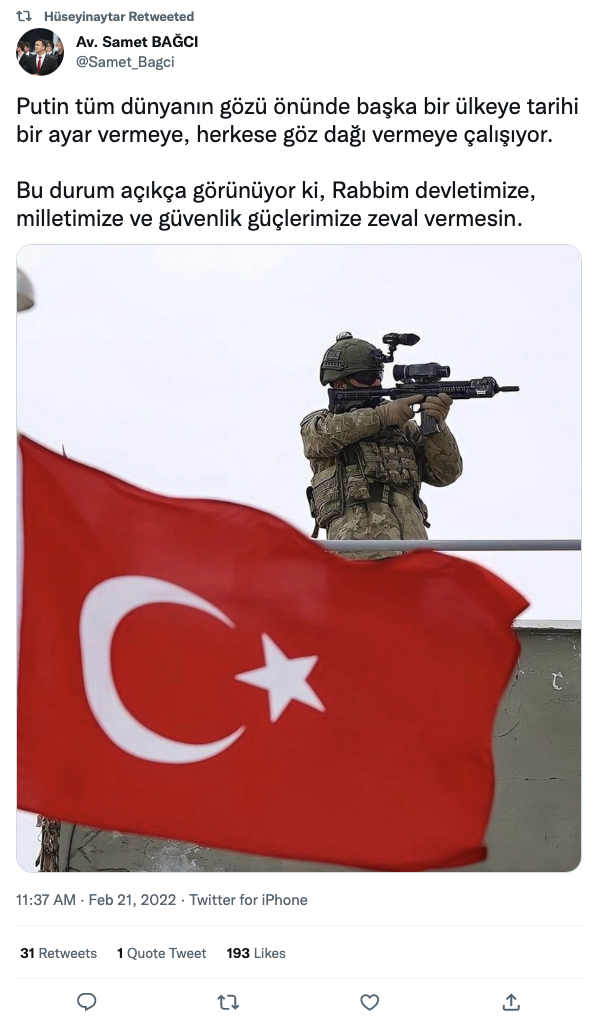 Hüseyinaytar Retweeted
Av. Samet BAĞCI
@Samet_Bagci
Putin tüm dünyanın gözü önünde başka bir ülkeye tarihi
bir ayar vermeye, herkese göz dağı vermeye çalışıyor.
Bu durum açıkça görünüyor ki, Rabbim devletimize,
milletimize ve güvenlik güçlerimize zeval vermesin.
11:37 AM · Feb 21, 2022 · Twitter for iPhone
31 Retweets 1 Quote Tweet 193 Likes